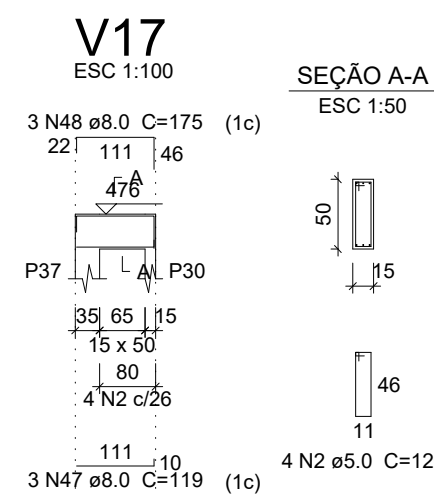 V17
ESC 1:100
SEÇÃO A-A
ESC 1:50
3 N48 ø8.0 C=175 (1c)
22 111 46
A
476
50
15
P37 A P30
35 65 15
15 x 50
80
4 N2 c/26
46
11
111 10
3 N47 ø8.0 C=119 (1c)
4 N2 ø5.0 C=12